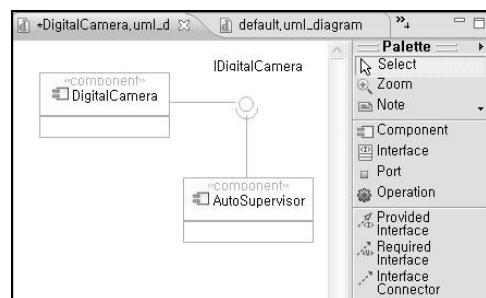 *DigitalCamera,uml_d
default,uml_diagram
»4
IDigitalCamera
«component»
DigitalCamera
«component»
AutoSupervisor
Palette
Select
Zoom
Note
Component
Interface
Port
Operation
Provided
Interface
Required
Interface
Interface
Connector